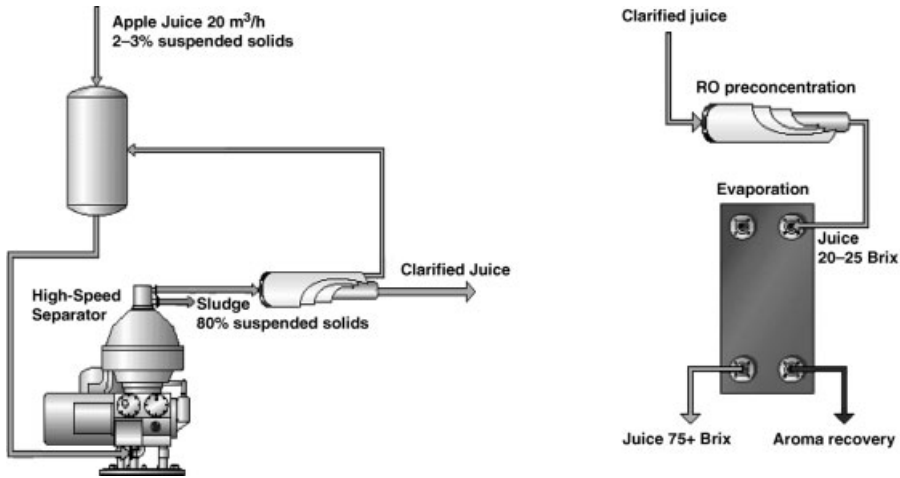 Apple Juice 20 m³/h
2–3% suspended solids
High-Speed
Separator
Sludge
80% suspended solids
Clarified Juice
Clarified juice
RO preconcentration
Evaporation
Juice
20–25 Brix
Juice 75+ Brix
Aroma recovery